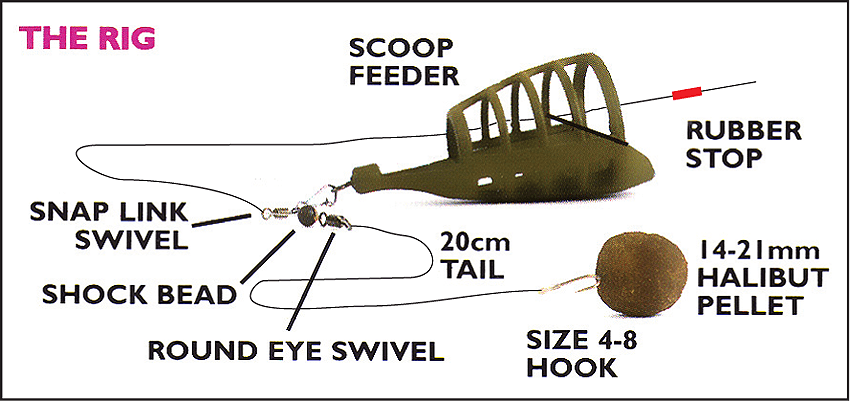 THE RIG
SCOOP
FEEDER
RUBBER
STOP
SNAP LINK
SWIVEL
20cm
TAIL
14-21mm
HALIBUT
PELLET
SHOCK BEAD
ROUND EYE SWIVEL
SIZE 4-8
HOOK